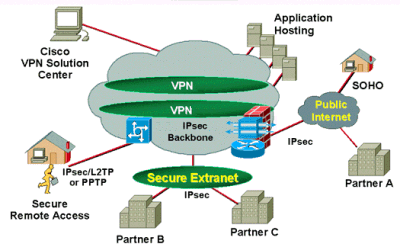 Cisco
VPN Solution
Center
Application
Hosting
VPN
VPN
IPsec
Backbone
SOHO
Public
Internet
IPsec
IPsec/L2TP
or PPTP
Secure Extranet
IPsec
Secure
Remote Access
Partner A
Partner B
Partner C